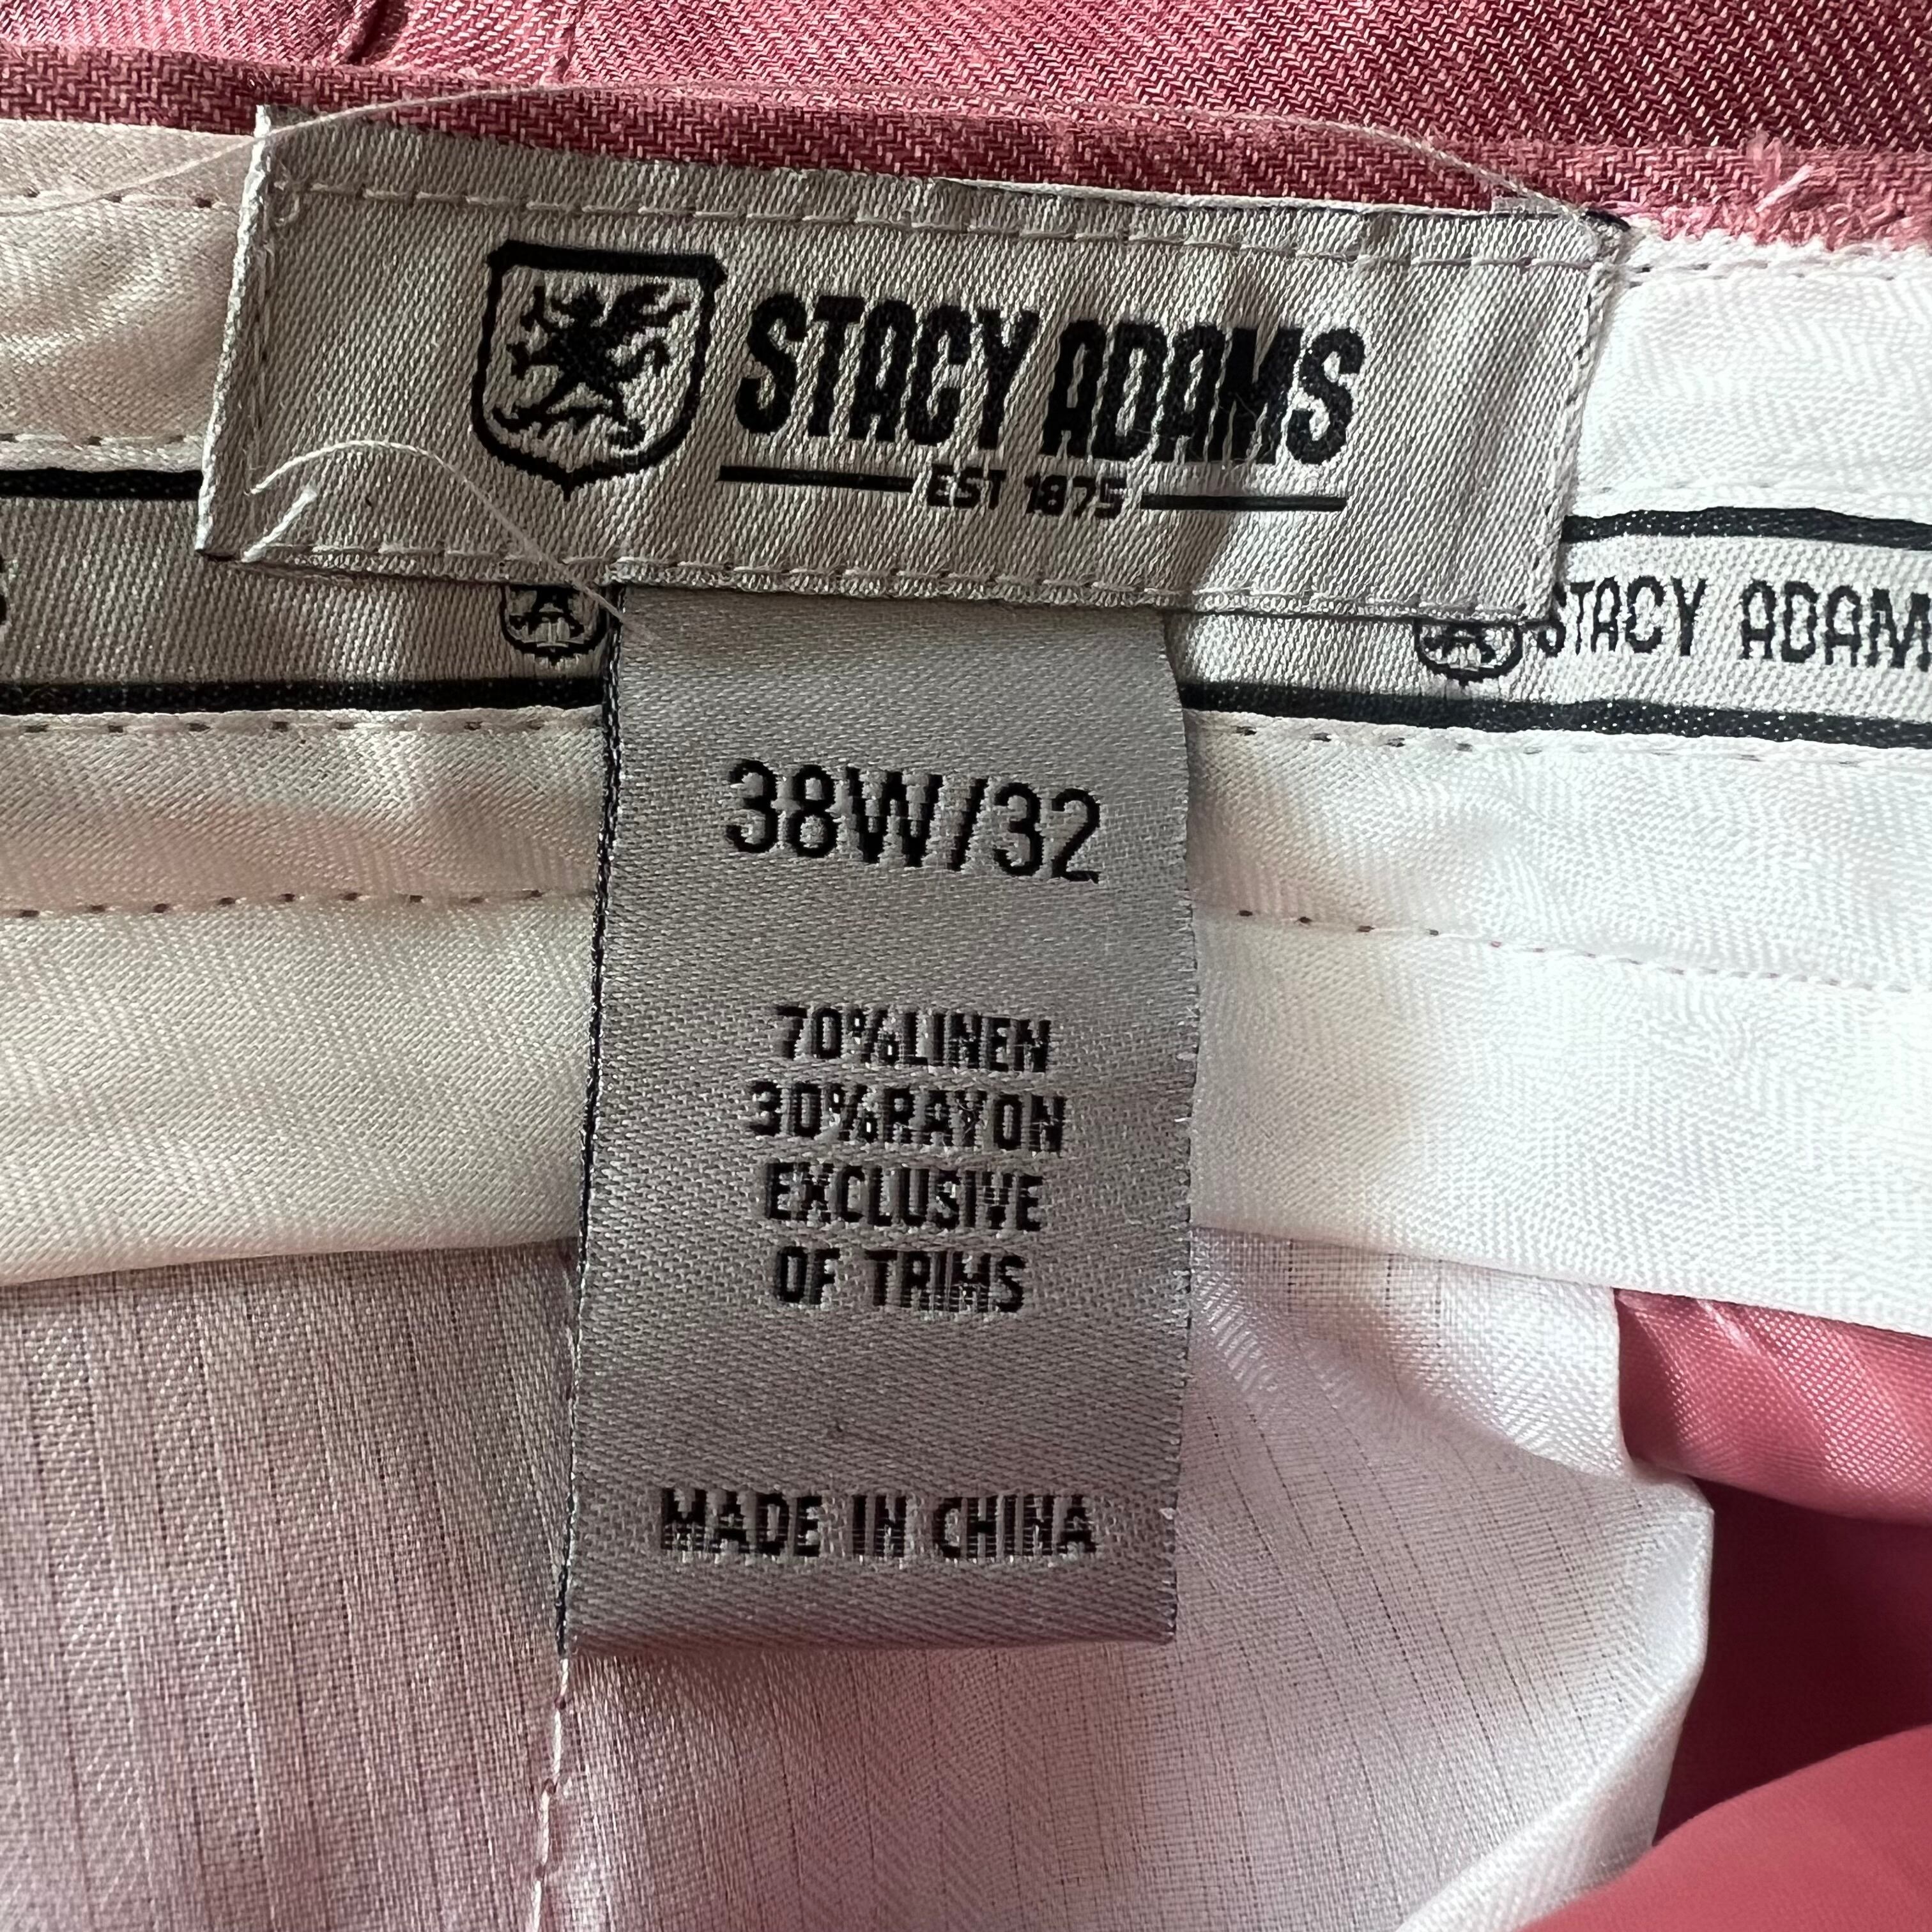 STACY ADAMS
EST 1875
STACY ADAM
38W/32
70%LINEN
30%RAYON
EXCLUSIVE
OF TRIMS
MADE IN CHINA